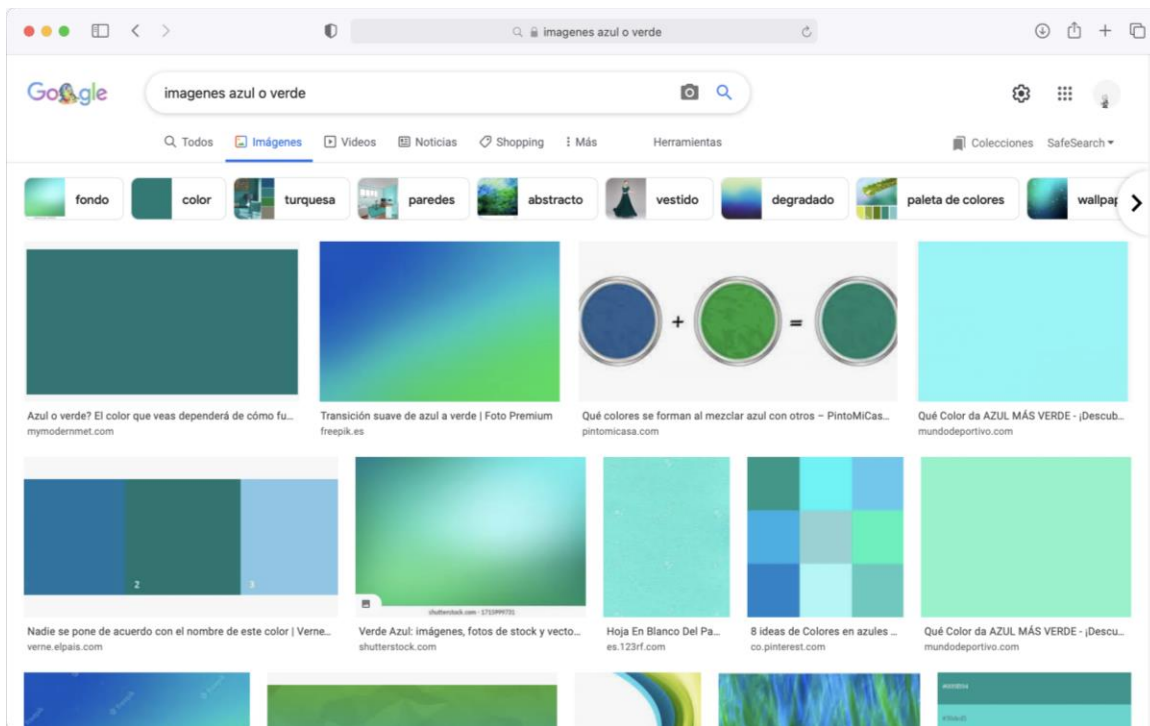 imagenes azul o verde
Google
imagenes azul o verde
Todos
Imágenes
Videos
Noticias
Shopping
Más
Herramientas
Colecciones
SafeSearch
fondo
color
turquesa
paredes
abstracto
vestido
degradado
paleta de colores
wallpap
+
=
Azul o verde? El color que veas dependerá de cómo fu...
mymodernmet.com
Transición suave de azul a verde | Foto Premium
freepik.es
Qué colores se forman al mezclar azul con otros – PintoMiCas...
pintomicasa.com
Qué Color da AZUL MÁS VERDE - ¡Descub...
mundodeportivo.com
2
3
shutterstock.com · 1715999731
Nadie se pone de acuerdo con el nombre de este color | Verne...
verne.elpais.com
Verde Azul: imágenes, fotos de stock y vecto...
shutterstock.com
Hoja En Blanco Del Pa...
es.123rf.com
8 ideas de Colores en azules ...
co.pinterest.com
Qué Color da AZUL MÁS VERDE - ¡Descu...
mundodeportivo.com